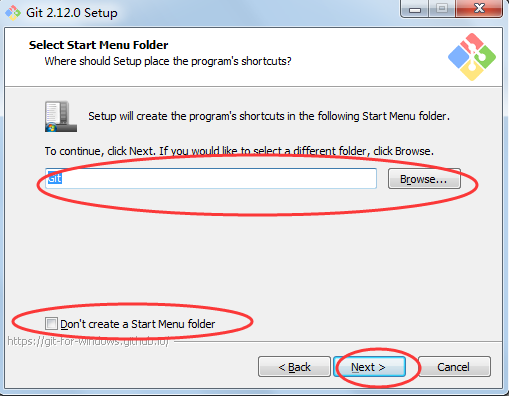 Git 2.12.0 Setup
Select Start Menu Folder
Where should Setup place the program's shortcuts?
Setup will create the program's shortcuts in the following Start Menu folder.
To continue, click Next. If you would like to select a different folder, click Browse.
Git
Browse...
Don't create a Start Menu folder
https://git-for-windows.github.io/
< Back
Next >
Cancel